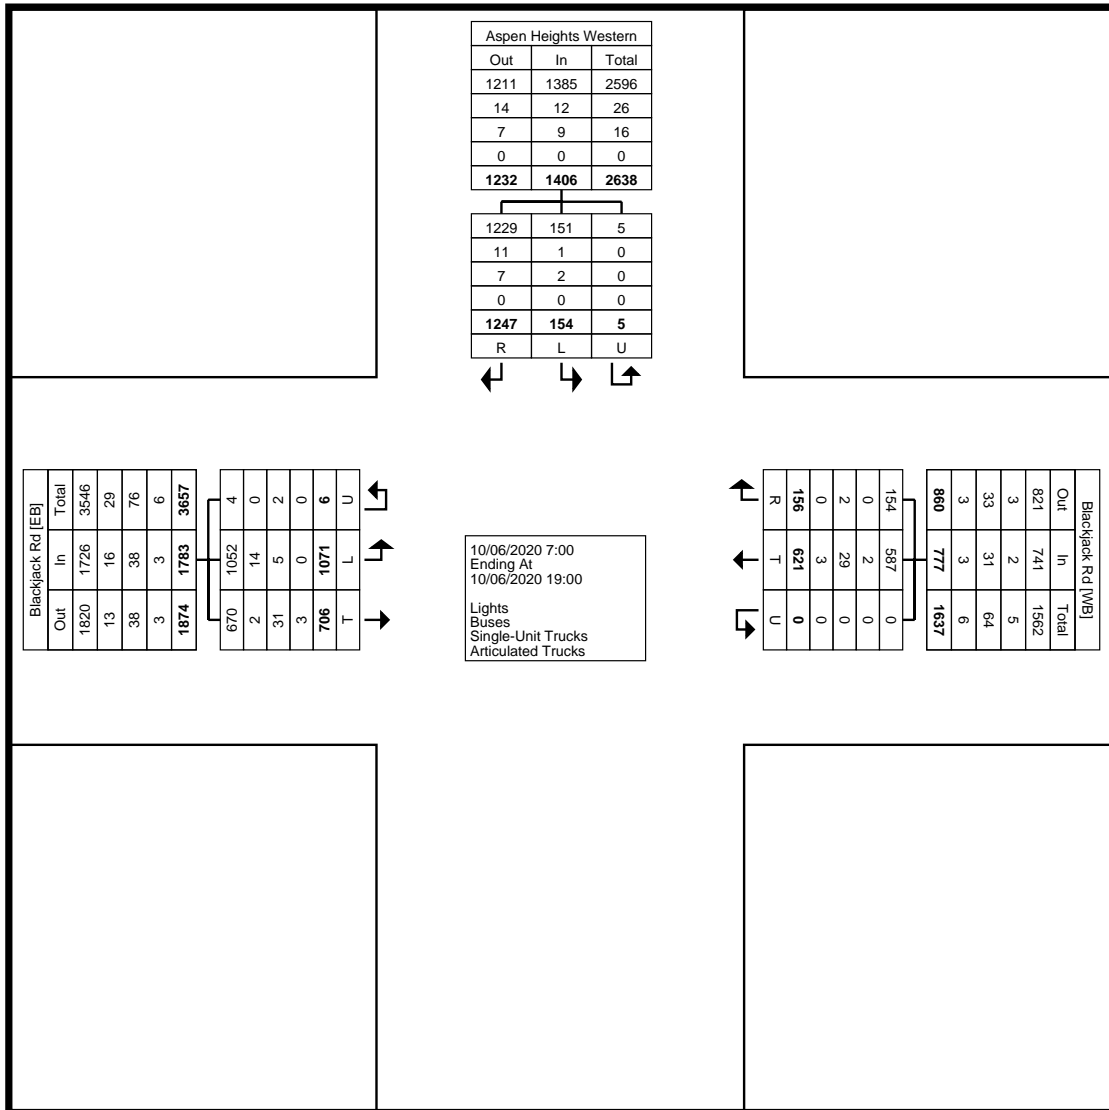 Aspen Heights Western
Out In Total
1211 1385 2596
14 12 26
7 9 16
0 0 0
1232 1406 2638
1229 151 5
11 1 0
7 2 0
0 0 0
1247 154 5
R L U
Blackjack Rd [EB]
Out In Total
1820 1726 3546
13 16 29
38 38 76
3 3 6
1874 1783 3657
670 1052 4
2 14 0
31 5 2
3 0 0
706 1071 6
T L U
10/06/2020 7:00
Ending At
10/06/2020 19:00
Lights
Buses
Single-Unit Trucks
Articulated Trucks
Blackjack Rd [WB]
Out In Total
821 741 1562
3 2 5
33 31 64
3 3 6
860 777 1637
154 587 0
0 2 0
2 29 0
0 3 0
156 621 0
R T U